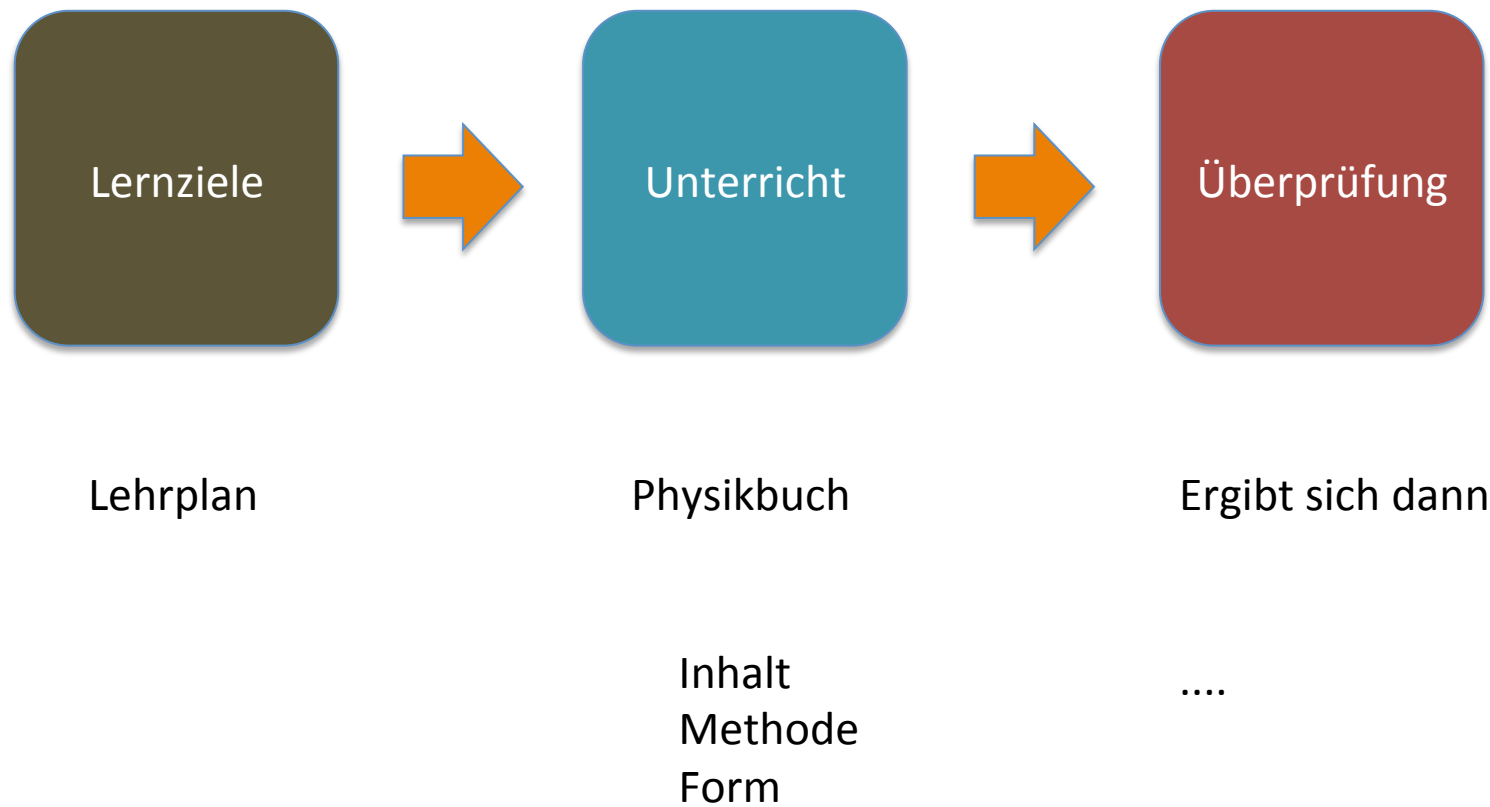 Lernziele
Unterricht
Überprüfung
Lehrplan
Physikbuch
Ergibt sich dann
Inhalt
....
Methode
Form